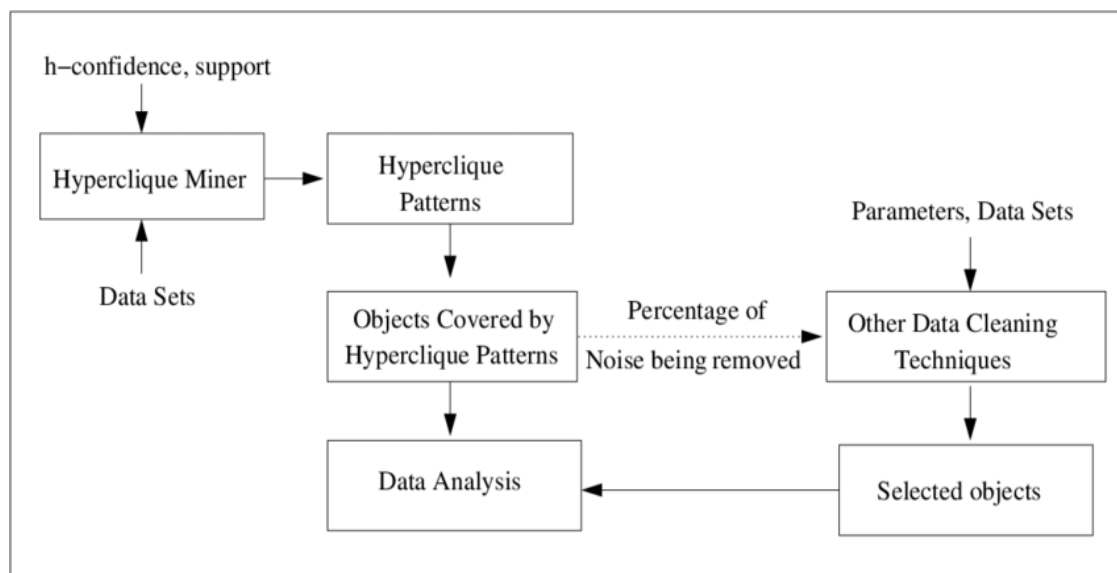 h−confidence, support
Hyperclique Miner
Data Sets
Hyperclique
Patterns
Objects Covered by
Hyperclique Patterns
Percentage of
Noise being removed
Parameters, Data Sets
Other Data Cleaning
Techniques
Data Analysis
Selected objects